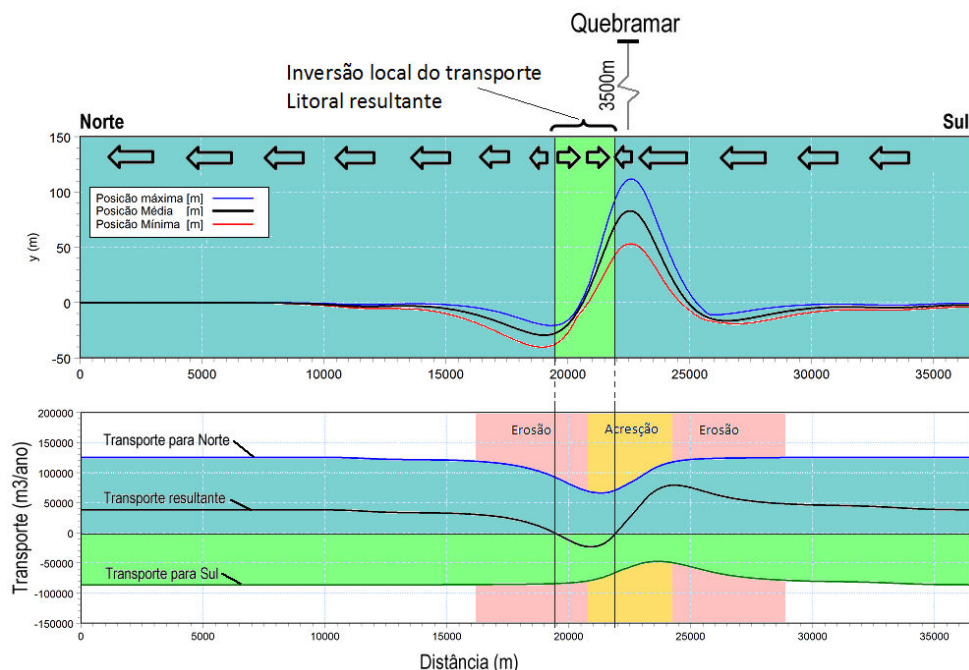 Quebramar
Inversão local do transporte
Litoral resultante
3500m
Norte
Sul
150
100
50
0
-50
y (m)
Posicão máxima [m]
Posicão Média [m]
Posicão Mínima [m]
0 5000 10000 15000 20000 25000 30000 35000
200000
150000
100000
50000
0
-50000
-100000
-150000
Transporte (m3/ano)
Erosão Acresção Erosão
Transporte para Norte
Transporte resultante
Transporte para Sul
0 5000 10000 15000 20000 25000 30000 35000
Distância (m)